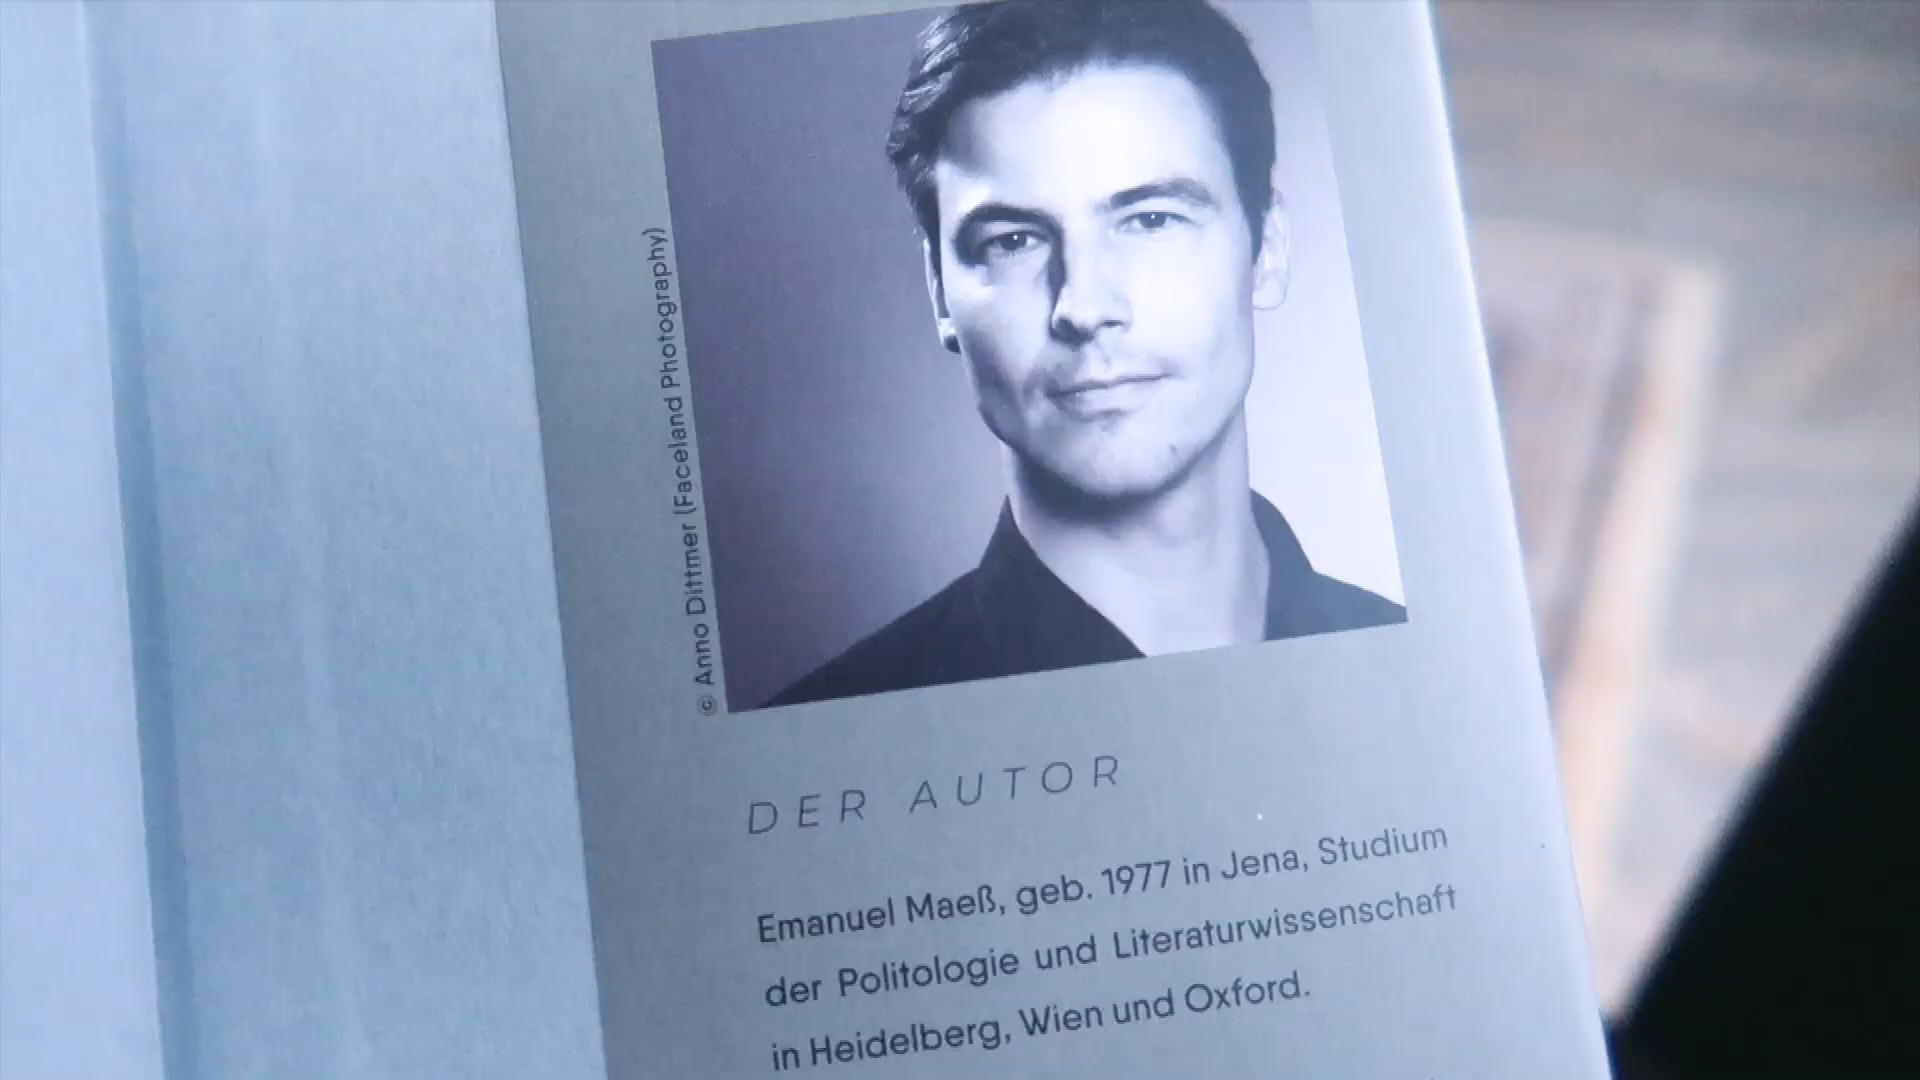 © Anno Dittmer (Faceland Photography)
DER AUTOR
Emanuel Maeß, geb. 1977 in Jena, Studium
der Politologie und Literaturwissenschaft
in Heidelberg, Wien und Oxford.